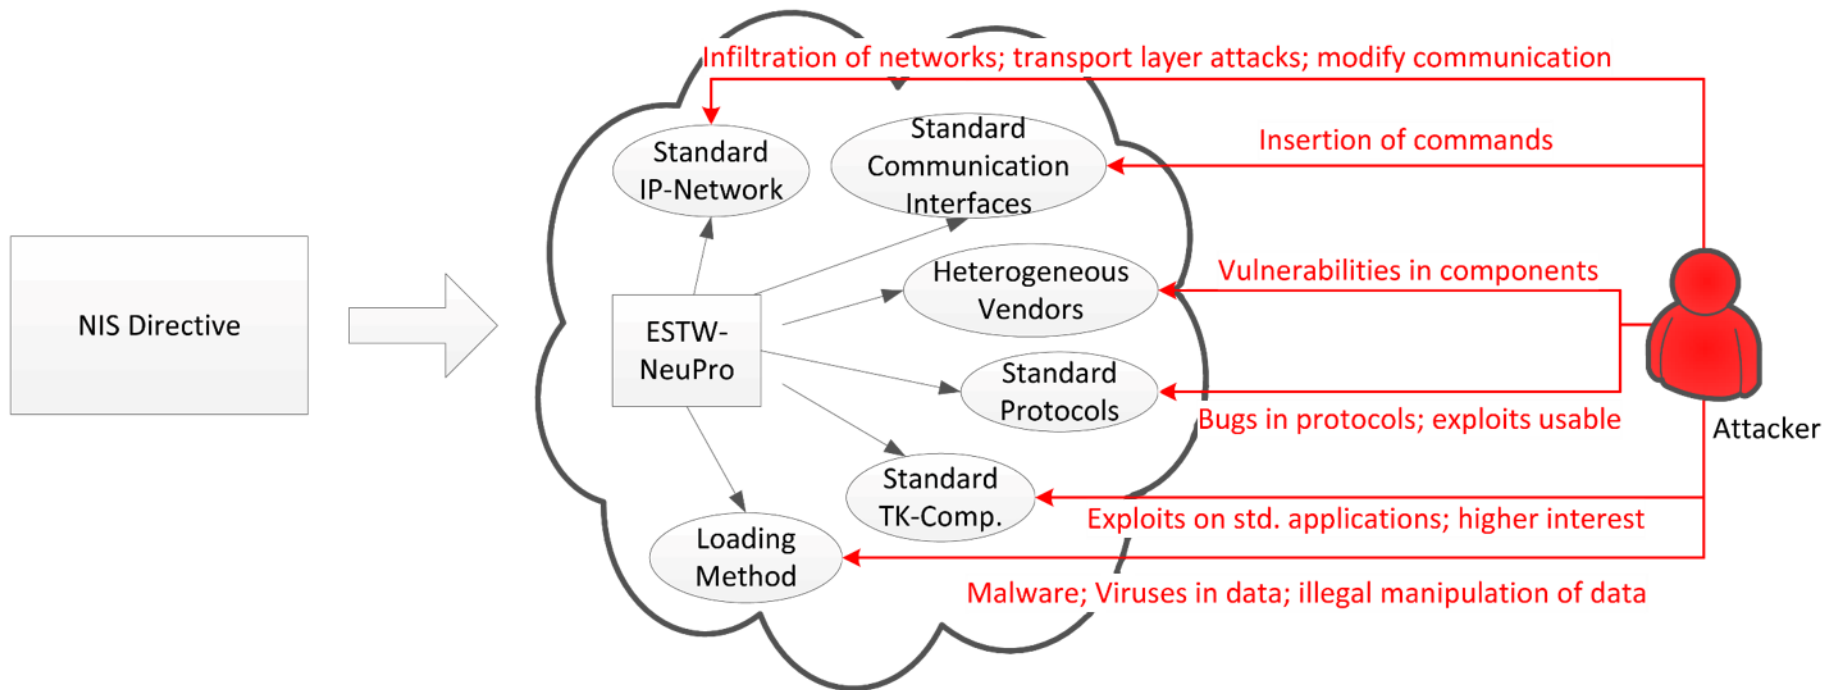 Infiltration of networks; transport layer attacks; modify communication
Standard
IP-Network
Standard
Communication
Interfaces
Insertion of commands
NIS Directive
ESTW-
NeuPro
Heterogeneous
Vendors
Vulnerabilities in components
Standard
Protocols
Bugs in protocols; exploits usable
Attacker
Standard
TK-Comp.
Exploits on std. applications; higher interest
Loading
Method
Malware; Viruses in data; illegal manipulation of data